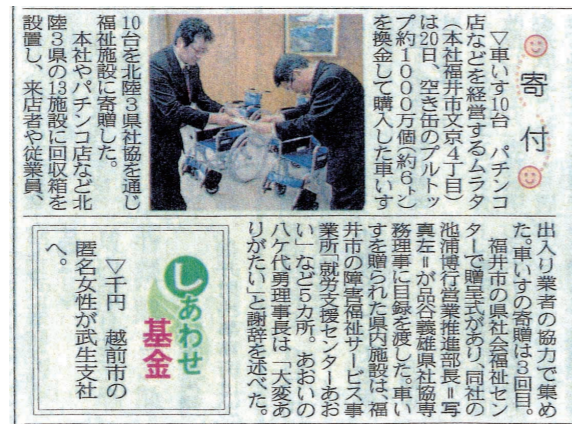 寄付
▽車いす10台　パチンコ
店などを経営するムラタ
（本社福井市文京4丁目）
は20日、空き缶のプルトッ
プ約1000万個（約6㌧）
を換金して購入した車いす
10台を北陸3県社協を通じ
福祉施設に寄贈した。
本社やパチンコ店など北
陸3県の13施設に回収箱を
設置し、来店者や従業員、
出入り業者の協力で集め
た。車いすの寄贈は3回目。
福井市の県社会福祉セン
ターで贈呈式があり、同社の
池浦博行営業推進部長＝写
真左＝が品谷義雄県社協専
務理事に目録を渡した。車い
すを贈られた県内施設は、福
井市の障害福祉サービス事
業所「就労支援センターあお
い」など5カ所。あおいの
八ケ代勇理事長は「大変あ
りがたい」と謝辞を述べた。
しあわせ
基金
▽千円　越前市の
匿名女性が武生支社
へ。